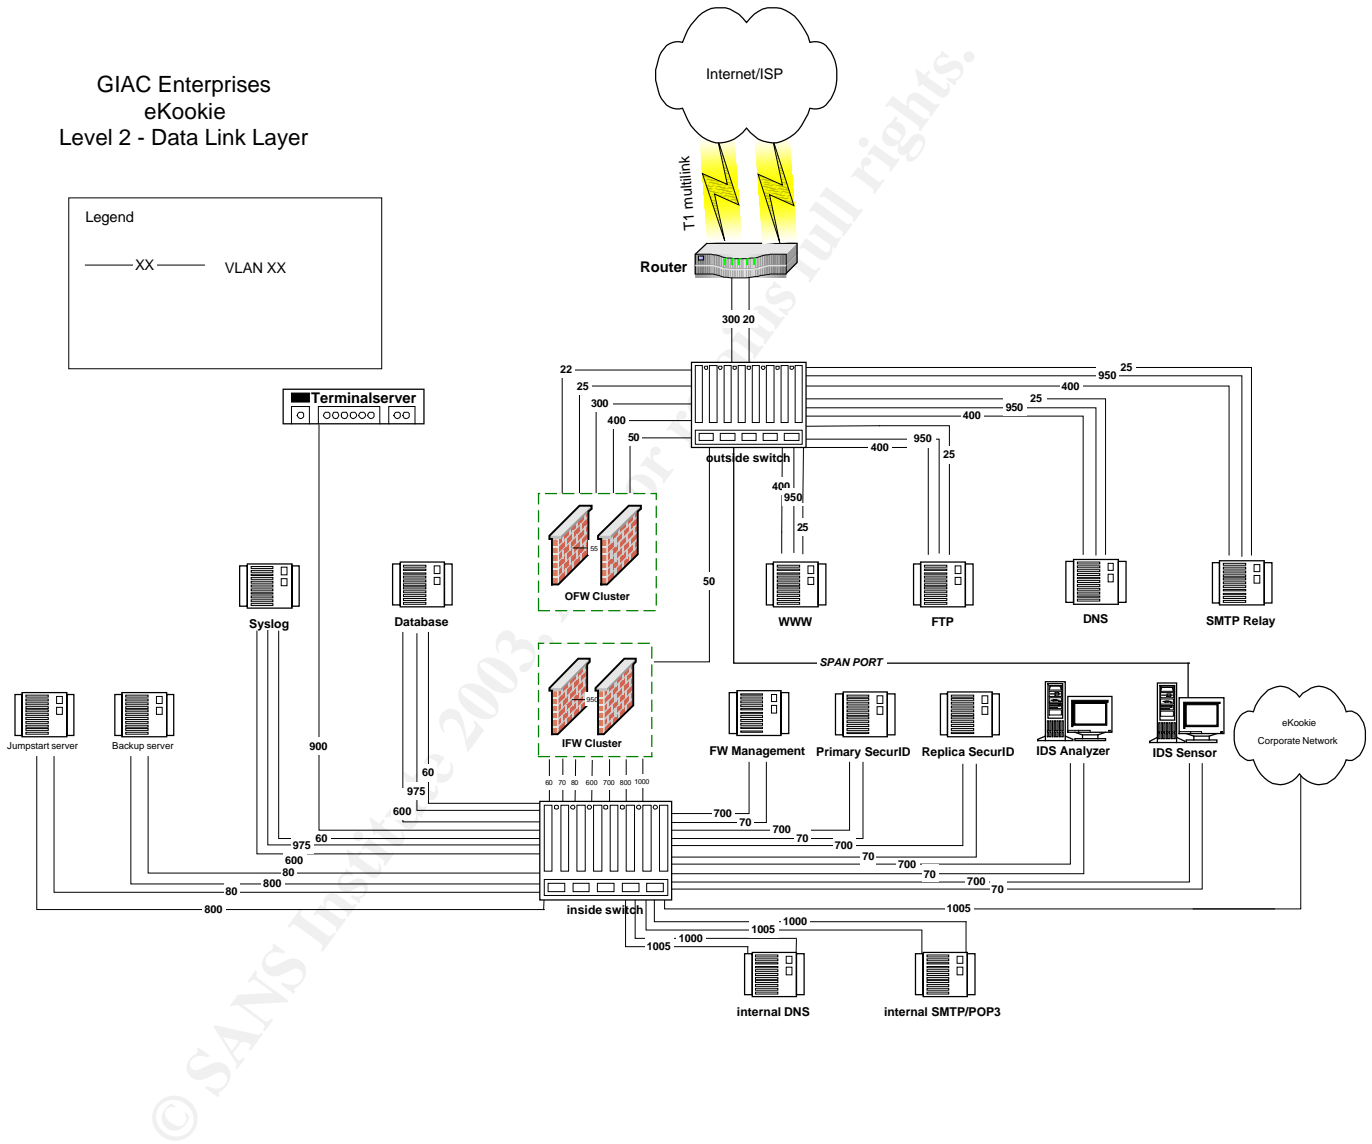 Internet/ISP
GIAC Enterprises
eKookie
Level 2 - Data Link Layer
T1 multilink
Legend
XX
VLAN XX
Router
300 20
22
25
300
400
50
25
950
400
25
950
400
950
400
25
Terminalserver
outside switch
400
950
25
55
OFW Cluster
50
Syslog
Database
WWW
FTP
DNS
SMTP Relay
SPAN PORT
950
IFW Cluster
Jumpstart server
Backup server
FW Management
Primary SecurID
Replica SecurID
IDS Analyzer
IDS Sensor
eKookie
Corporate Network
900
60
975
600
60 70 80 600 700 800 1000
60
975
600
80
800
80
800
700
70
700
70
700
70
700
70
700
70
1005
inside switch
1000
1005
1000
1005
internal DNS
internal SMTP/POP3
© SANS Institute 2003,
or
ins full rights.